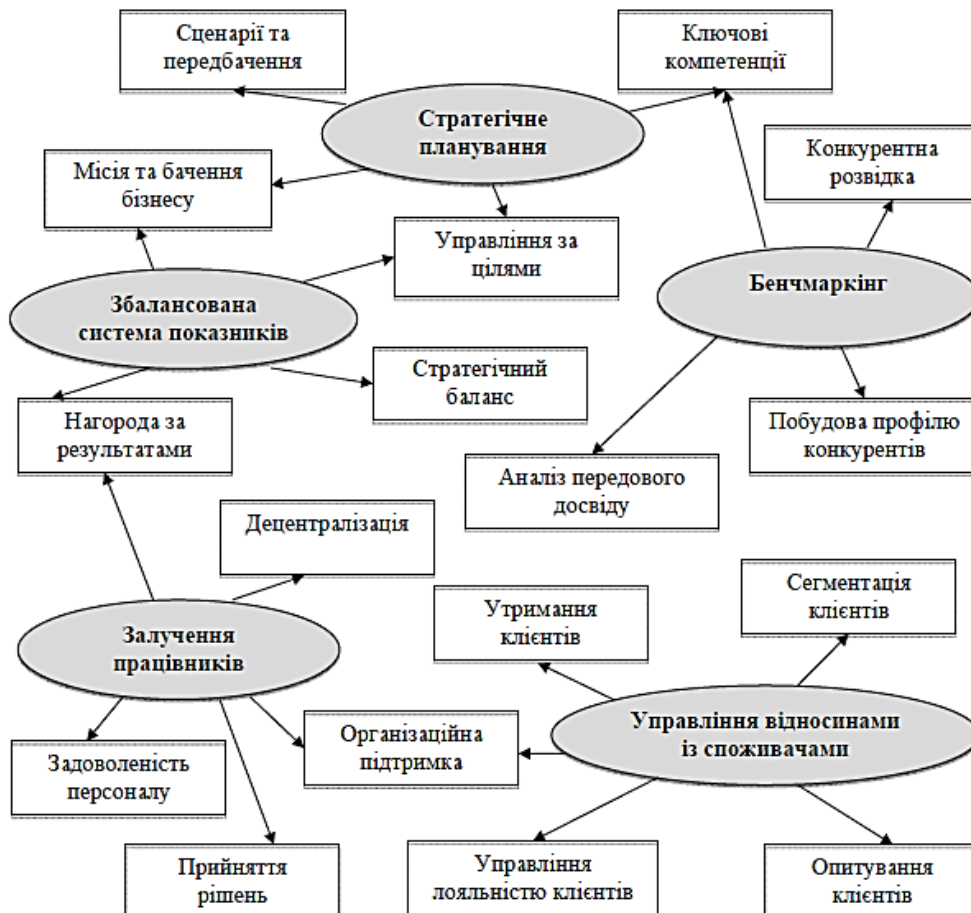 Сценарії та
передбачення
Ключові
компетенції
Стратегічне
планування
Конкурентна
розвідка
Місія та бачення
бізнесу
Управління за
цілями
Бенчмаркінг
Збалансована
система показників
Стратегічний
баланс
Нагорода за
результатами
Побудова профілю
конкурентів
Аналіз передового
досвіду
Децентралізація
Сегментація
клієнтів
Утримання
клієнтів
Залучення
працівників
Управління відносинами
із споживачами
Організаційна
підтримка
Задоволеність
персоналу
Прийняття
рішень
Управління
лояльністю клієнтів
Опитування
клієнтів